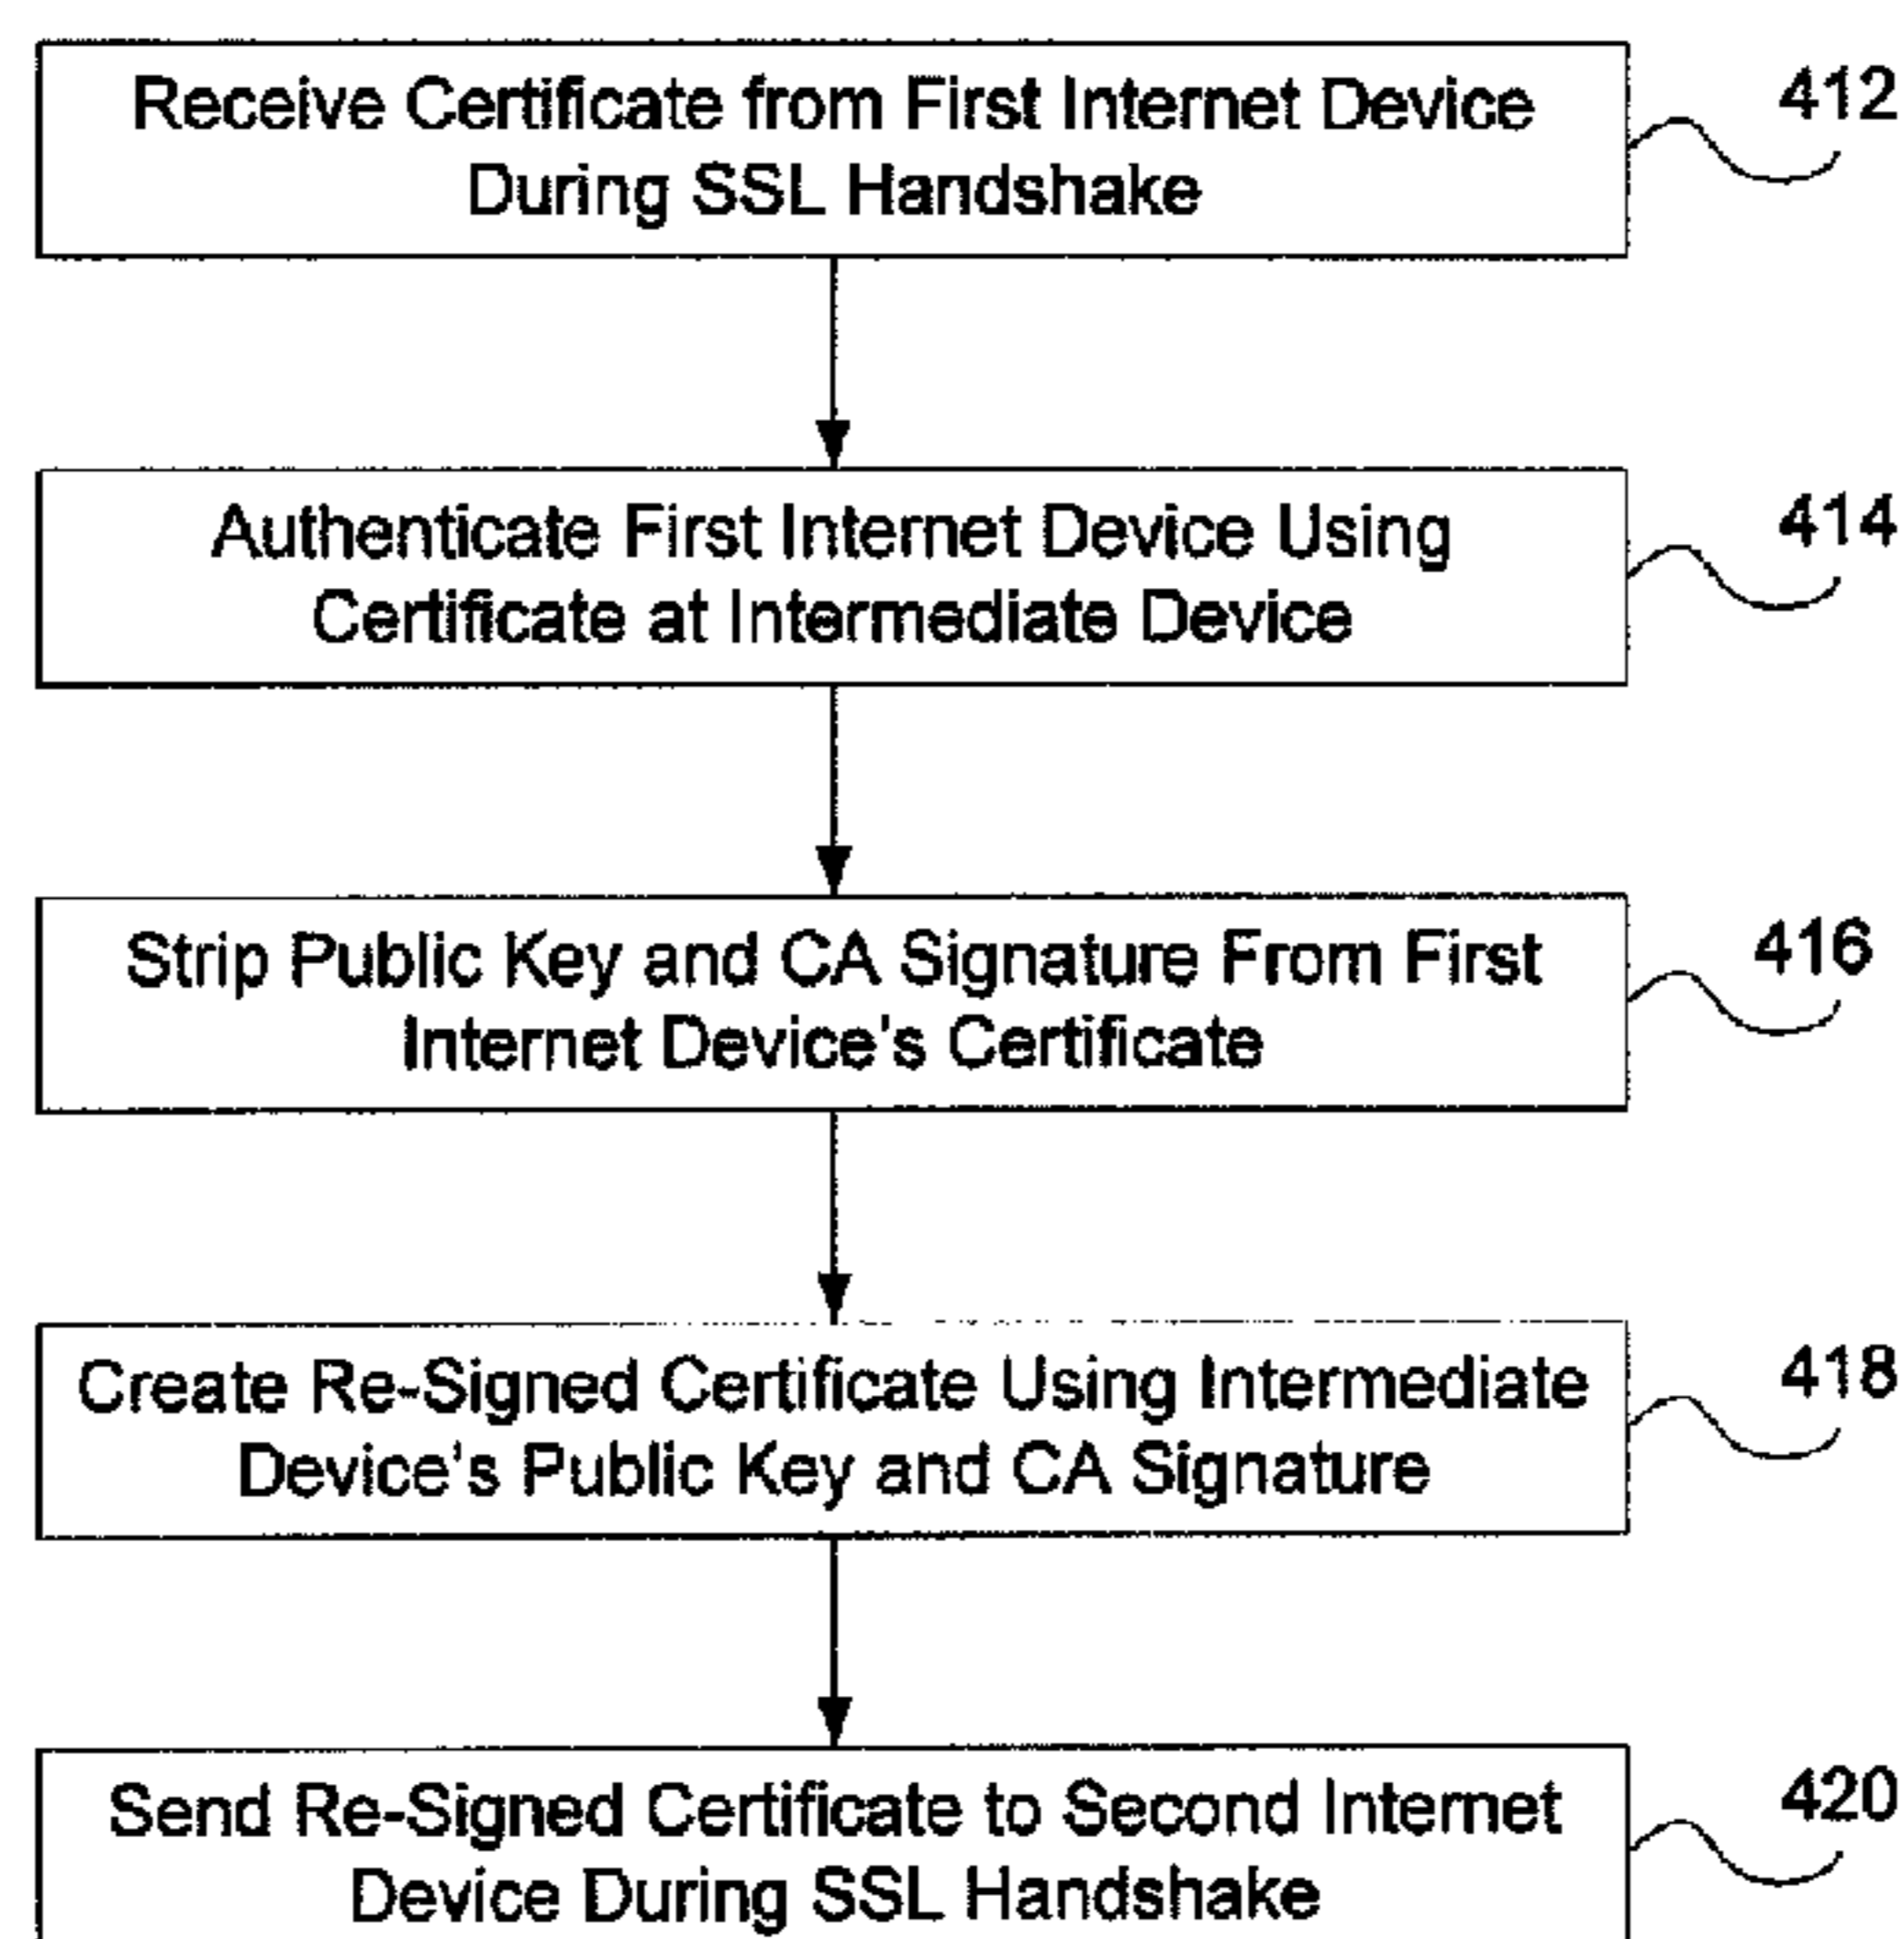 Receive Certificate from First Internet Device
During SSL Handshake
412
Authenticate First Internet Device Using
Certificate at Intermediate Device
414
Strip Public Key and CA Signature From First
Internet Device's Certificate
416
Create Re-Signed Certificate Using Intermediate
Device's Public Key and CA Signature
418
Send Re-Signed Certificate to Second Internet
Device During SSL Handshake
420